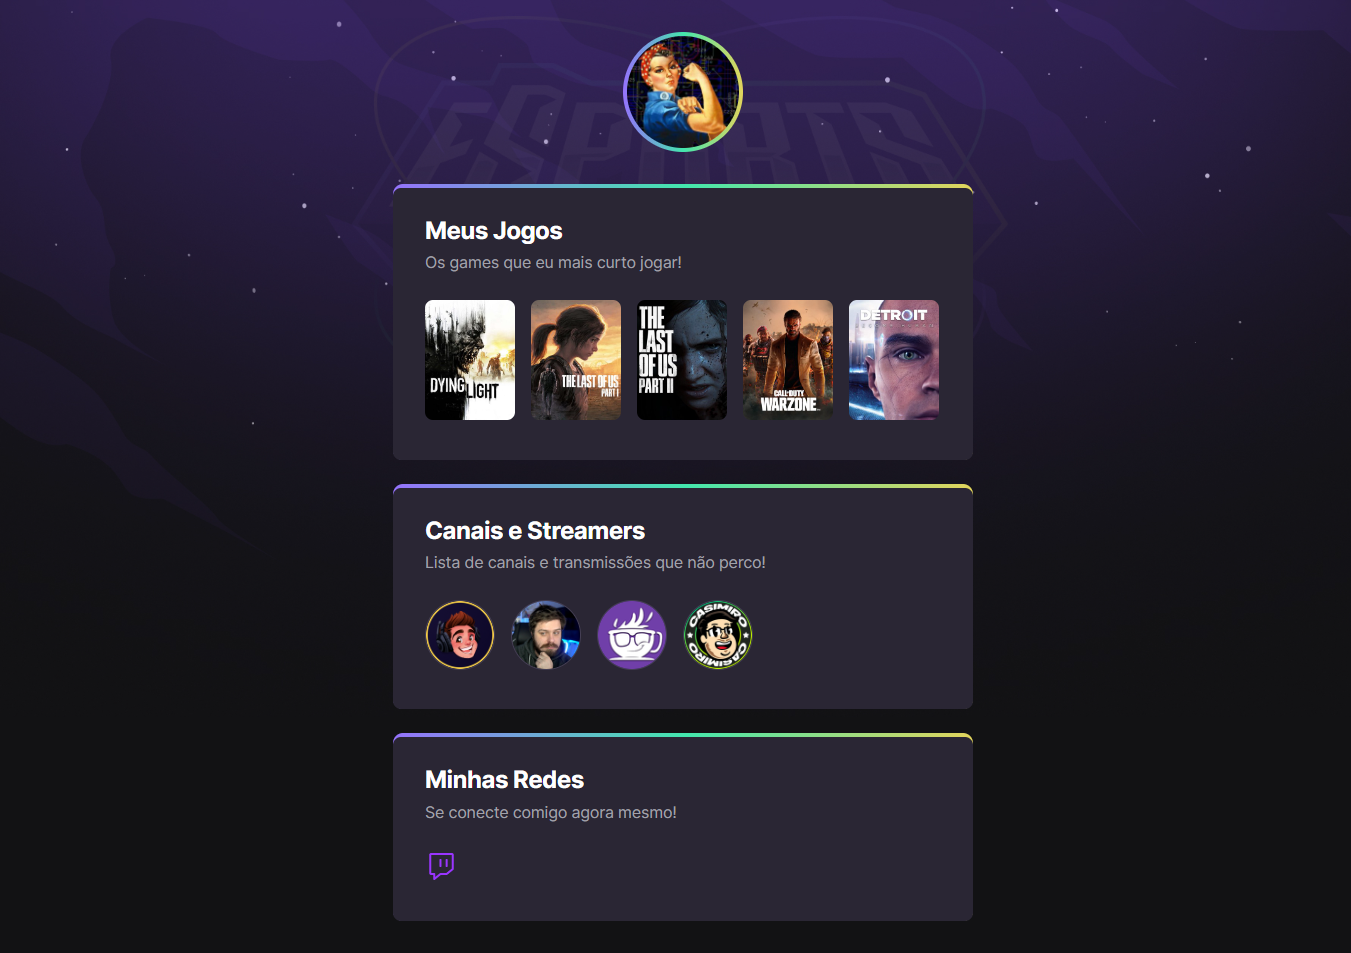 ESPORTS
Meus Jogos
Os games que eu mais curto jogar!
DYING
LIGHT
THE LAST OF US
PART I
THE
LAST
OF US
PART II
CALL OF DUTY
WARZONE
DETROIT
Canais e Streamers
Lista de canais e transmissões que não perco!
CASIMIRO
CASIMIRO
Minhas Redes
Se conecte comigo agora mesmo!